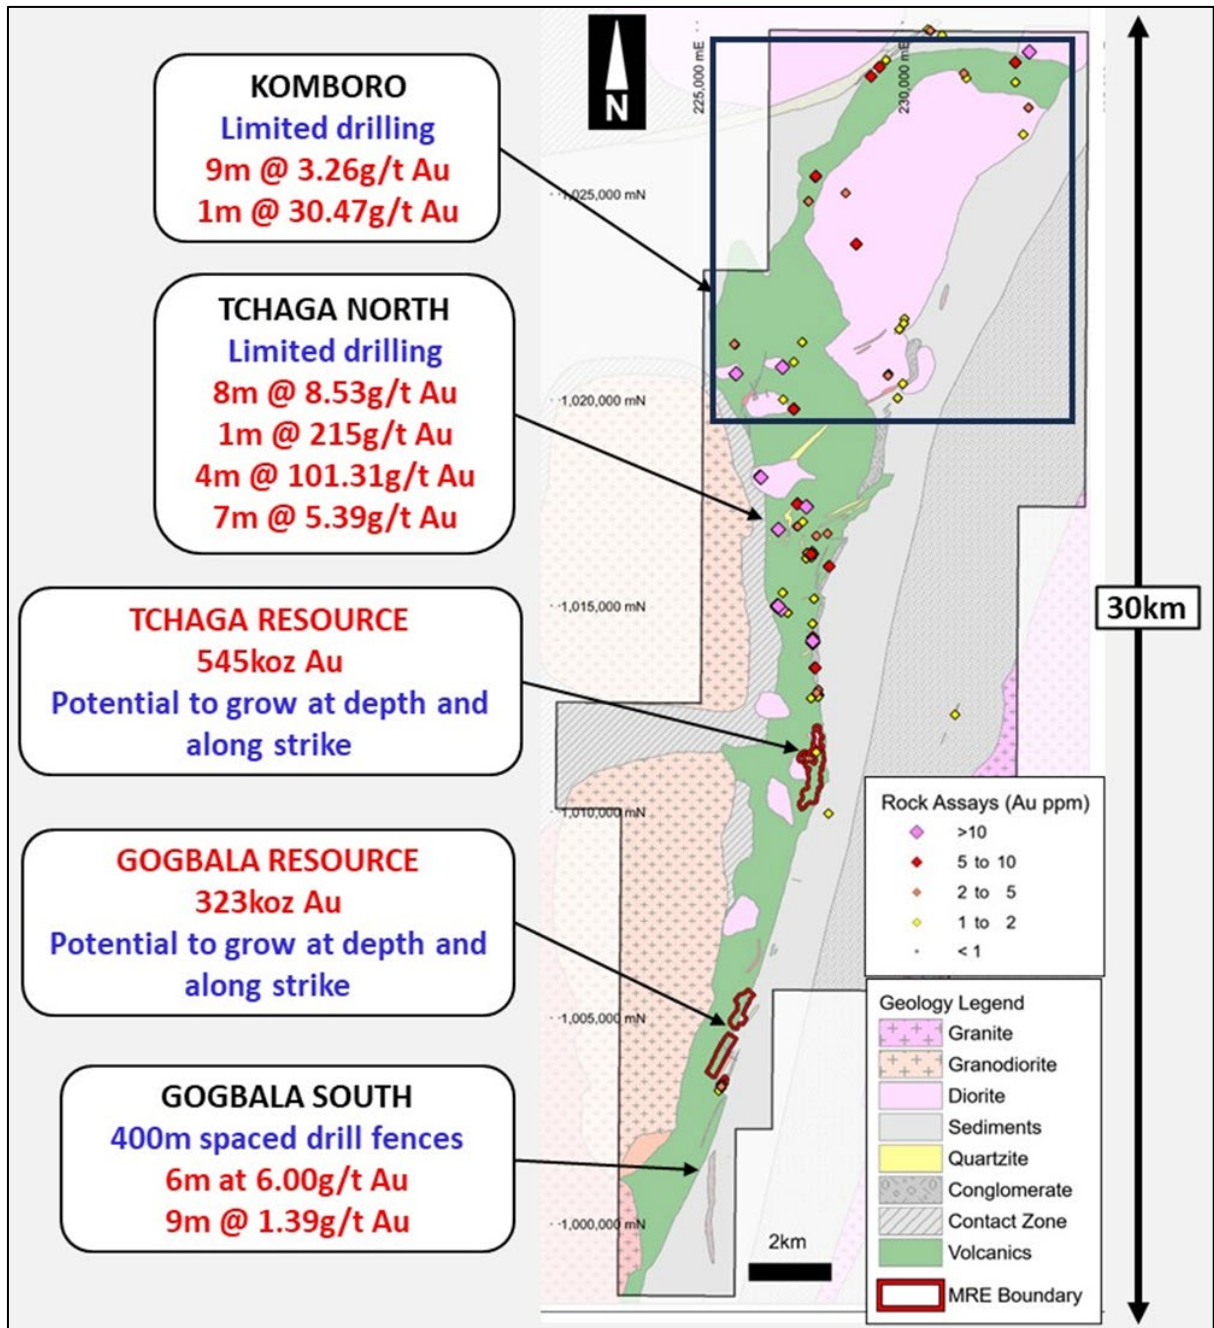 KOMBORO
Limited drilling
9m @ 3.26g/t Au
1m @ 30.47g/t Au
TCHAGA NORTH
Limited drilling
8m @ 8.53g/t Au
1m @ 215g/t Au
4m @ 101.31g/t Au
7m @ 5.39g/t Au
TCHAGA RESOURCE
545koz Au
Potential to grow at depth and
along strike
GOGBALA RESOURCE
323koz Au
Potential to grow at depth and
along strike
GOGBALA SOUTH
400m spaced drill fences
6m at 6.00g/t Au
9m @ 1.39g/t Au
N
225,000 mE
230,000 mE
1,025,000 mN
1,020,000 mN
1,015,000 mN
1,010,000 mN
1,005,000 mN
1,000,000 mN
30km
2km
Rock Assays (Au ppm)
>10
5 to 10
2 to 5
1 to 2
< 1
Geology Legend
Granite
Granodiorite
Diorite
Sediments
Quartzite
Conglomerate
Contact Zone
Volcanics
MRE Boundary